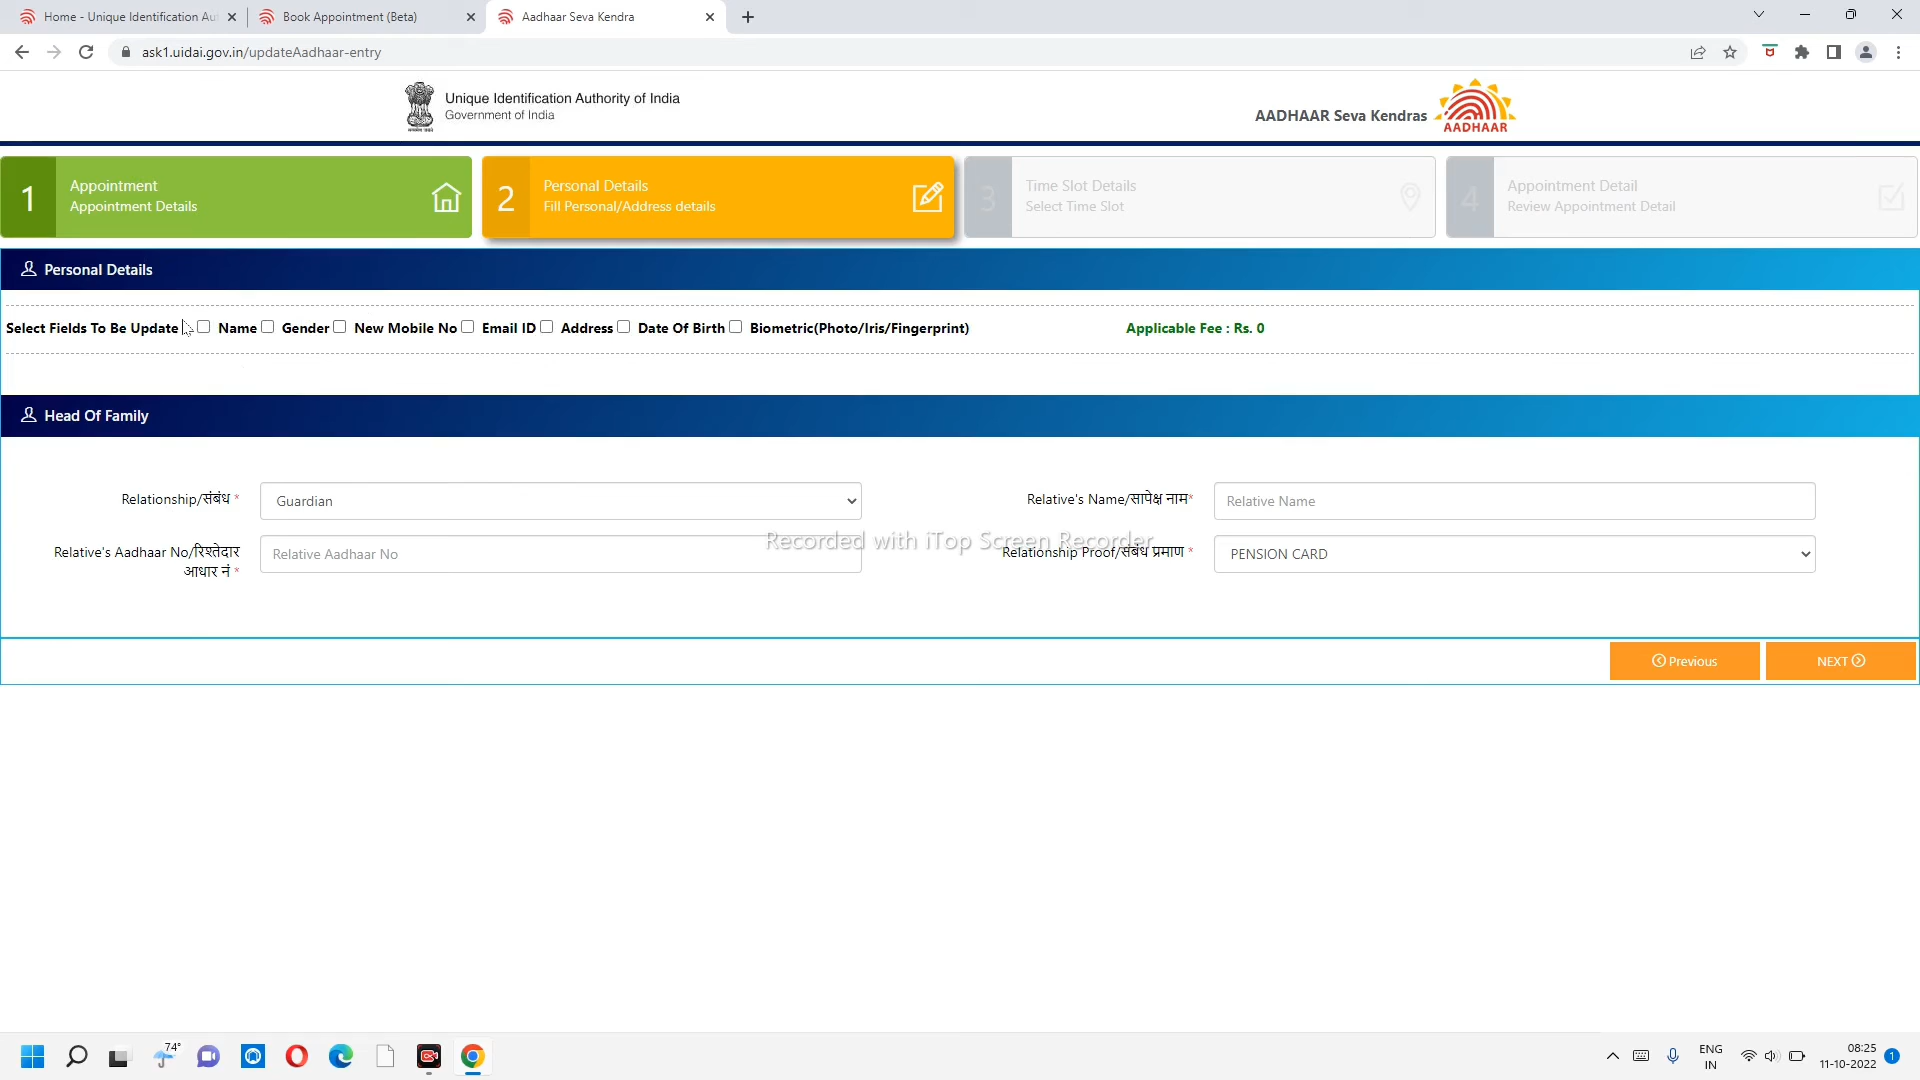 Home - Unique Identification Au
Book Appointment (Beta)
Aadhaar Seva Kendra
ask1.uidai.gov.in/updateAadhaar-entry
Unique Identification Authority of India
Government of India
AADHAAR Seva Kendras
AADHAAR
1
Appointment
Appointment Details
2
Personal Details
Fill Personal/Address details
3
Time Slot Details
Select Time Slot
4
Appointment Detail
Review Appointment Detail
Personal Details
Select Fields To Be Update Name Gender New Mobile No Email ID Address Date Of Birth Biometric(Photo/Iris/Fingerprint) Applicable Fee : Rs. 0
Head Of Family
Relationship/संबंध * Guardian Relative's Name/सापेक्ष नाम* Relative Name
Recorded with iTop Screen Recorder
Relative's Aadhaar No/रिश्तेदार Relative Aadhaar No Relationship Proof/संबंध प्रमाण * PENSION CARD
आधार नं *
Previous NEXT
74°
ENG
IN
08:25
11-10-2022
1